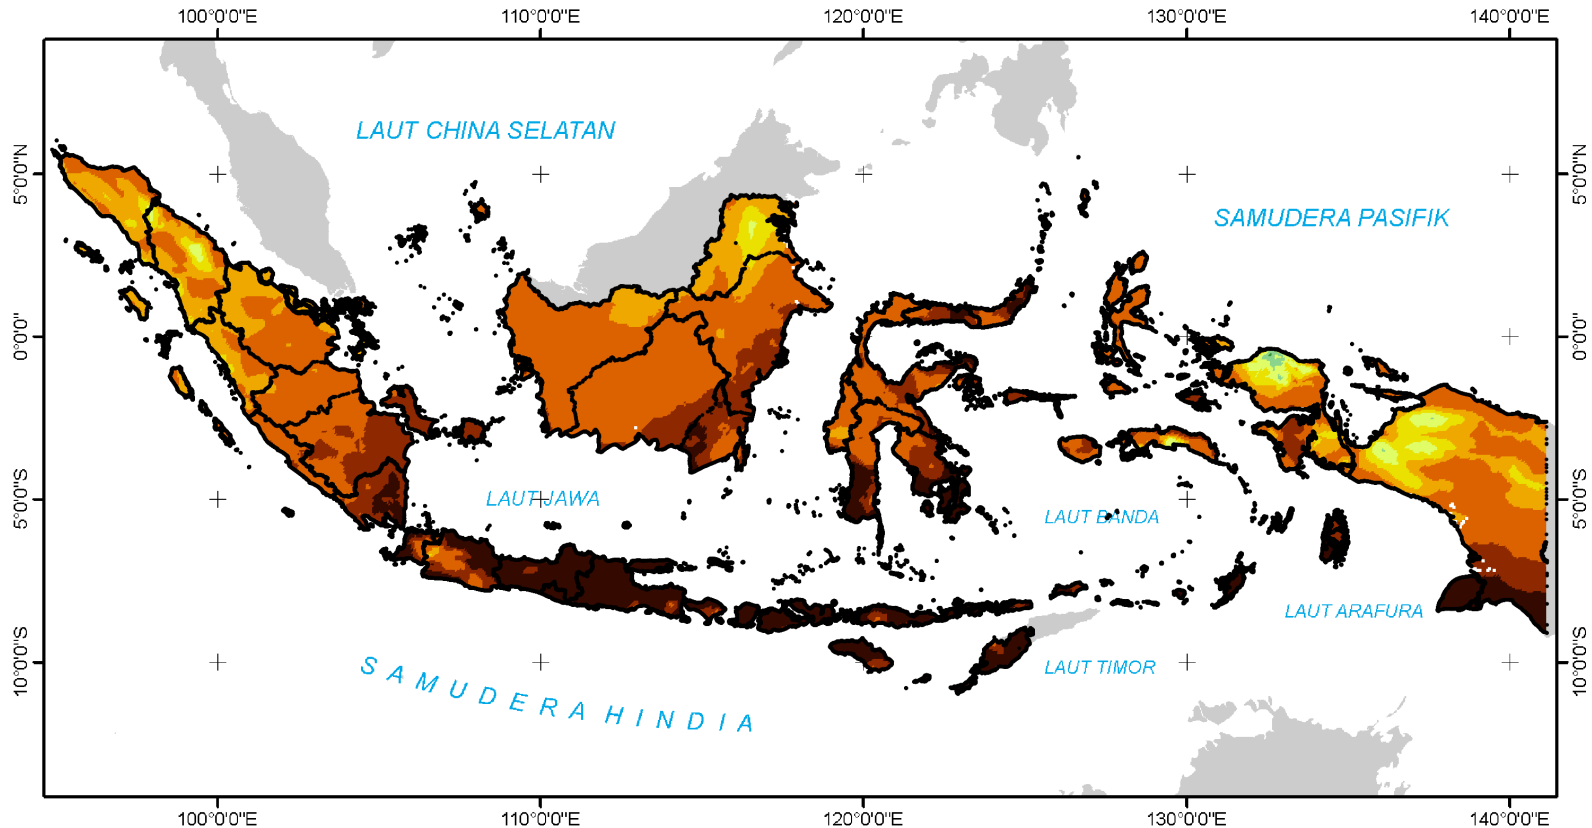 100°0'0"E 110°0'0"E 120°0'0"E 130°0'0"E 140°0'0"E
LAUT CHINA SELATAN
5°0'0"N 5°0'0"N
SAMUDERA PASIFIK
0°0'0" 0°0'0"
LAUT JAWA
5°0'0"S 5°0'0"S
LAUT BANDA
LAUT ARAFURA
10°0'0"S 10°0'0"S
LAUT TIMOR
SAMUDERA HINDIA
100°0'0"E 110°0'0"E 120°0'0"E 130°0'0"E 140°0'0"E